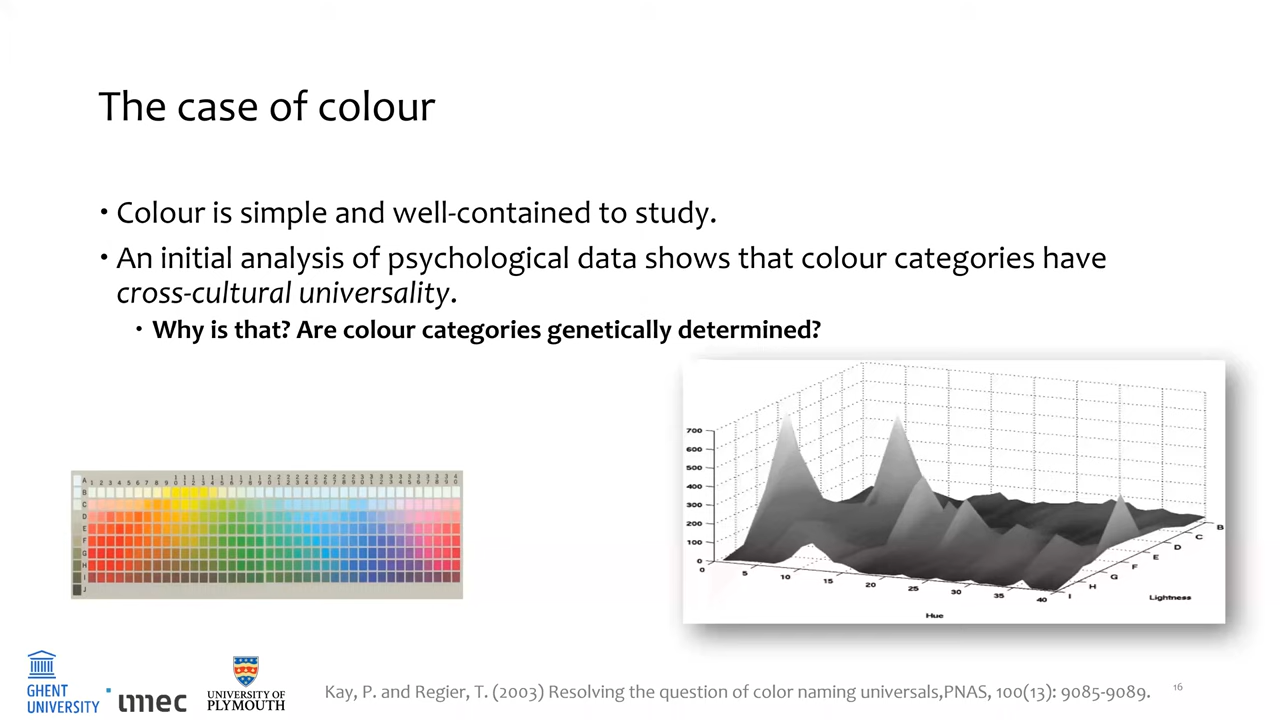 The case of colour
• Colour is simple and well-contained to study.
• An initial analysis of psychological data shows that colour categories have
cross-cultural universality.
• Why is that? Are colour categories genetically determined?
A
B
C
D
E
F
G
H
I
J
700
600
500
400
300
200
100
0
0
5
10
15
20
25
30
35
40
Hue
I
H
G
F
E
D
C
B
Lightness
GHENT
UNIVERSITY
imec
UNIVERSITY OF
PLYMOUTH
Kay, P. and Regier, T. (2003) Resolving the question of color naming universals,PNAS, 100(13): 9085-9089.
16